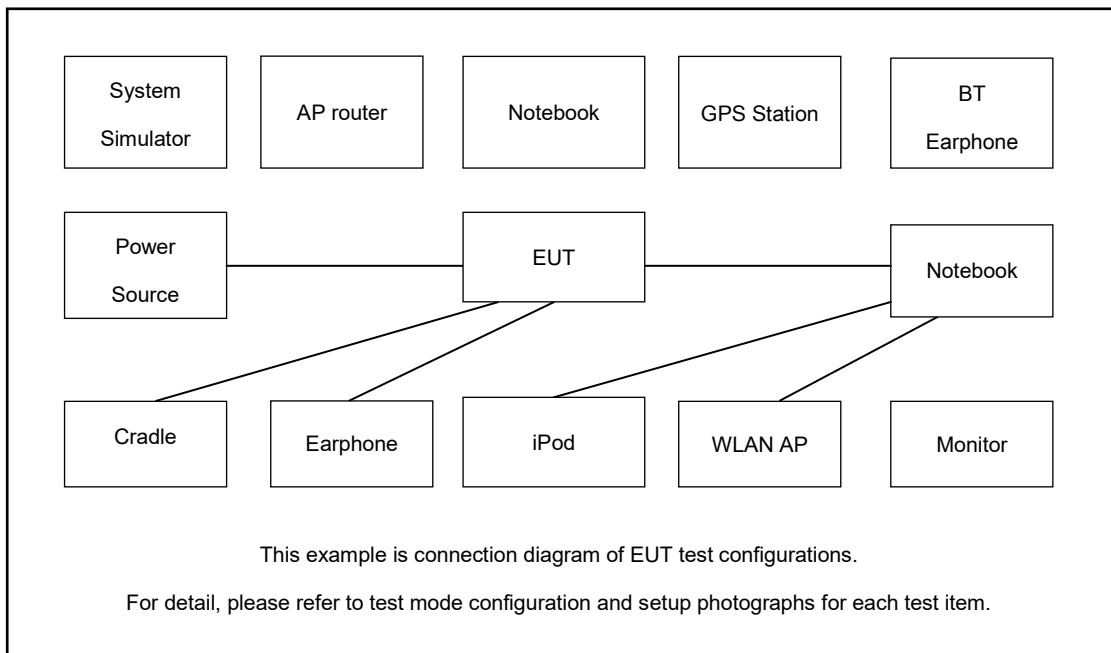 System
Simulator
AP router
Notebook
GPS Station
BT
Earphone
Power
Source
EUT
Notebook
Cradle
Earphone
iPod
WLAN AP
Monitor
This example is connection diagram of EUT test configurations.
For detail, please refer to test mode configuration and setup photographs for each test item.